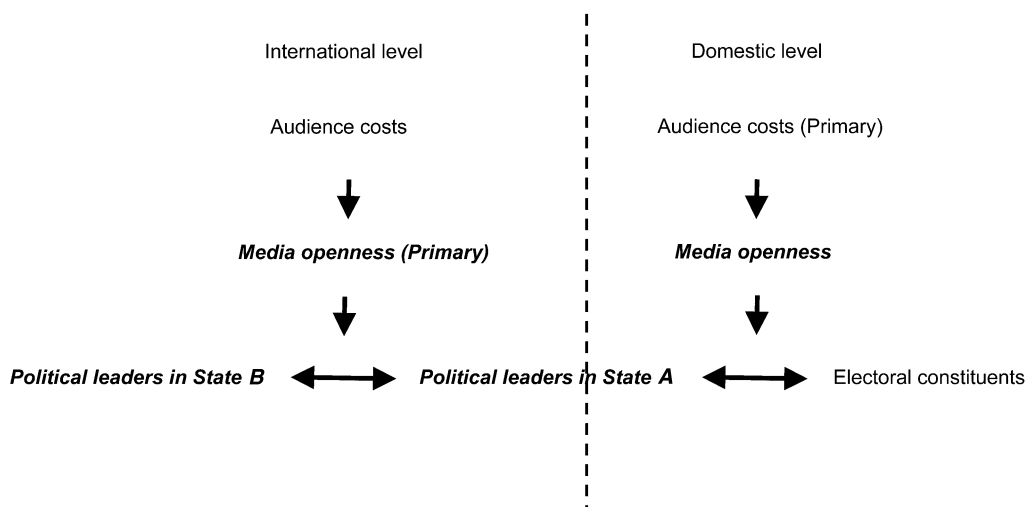 International level
Domestic level
Audience costs
Audience costs (Primary)
Media openness (Primary)
Media openness
Political leaders in State B
Political leaders in State A
Electoral constituents